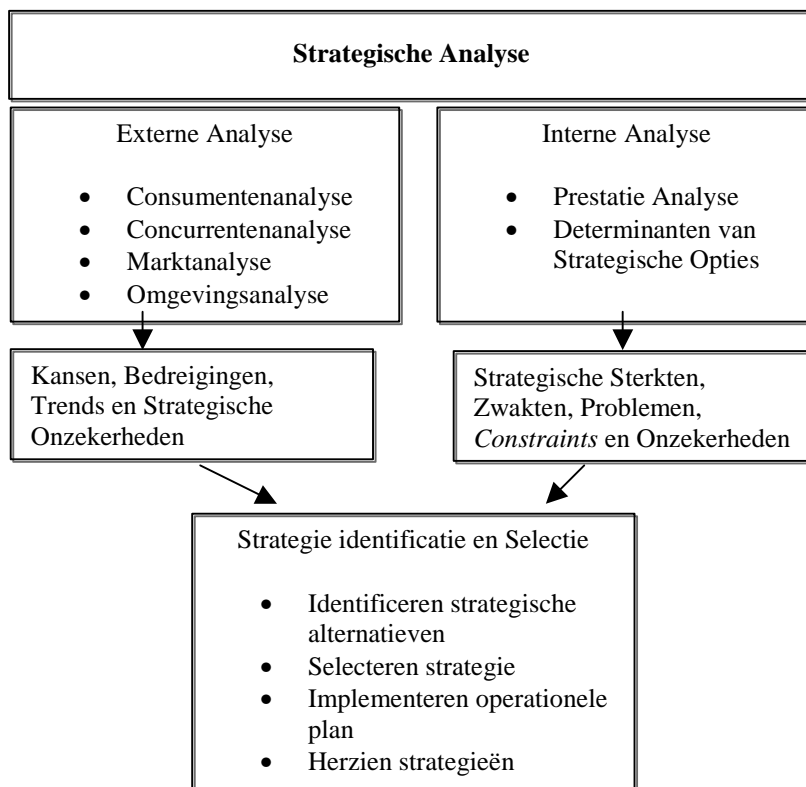 Strategische Analyse
Externe Analyse
• Consumentenanalyse
• Concurrentenanalyse
• Marktanalyse
• Omgevingsanalyse
Interne Analyse
• Prestatie Analyse
• Determinanten van
Strategische Opties
Kansen, Bedreigingen,
Trends en Strategische
Onzekerheden
Strategische Sterkten,
Zwakten, Problemen,
Constraints en Onzekerheden
Strategie identificatie en Selectie
• Identificeren strategische
alternatieven
• Selecteren strategie
• Implementeren operationele
plan
• Herzien strategieën